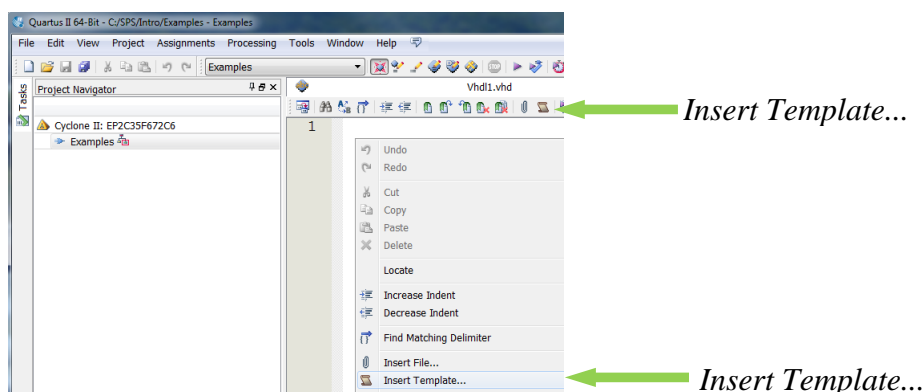 Quartus II 64-Bit - C:/SPS/Intro/Examples - Examples
File Edit View Project Assignments Processing Tools Window Help
Examples
Tasks
Project Navigator
Vhdl1.vhd
Insert Template...
Cyclone II: EP2C35F672C6
Examples
1
Undo
Redo
Cut
Copy
Paste
Delete
Locate
Increase Indent
Decrease Indent
Find Matching Delimiter
Insert File...
Insert Template...
Insert Template...